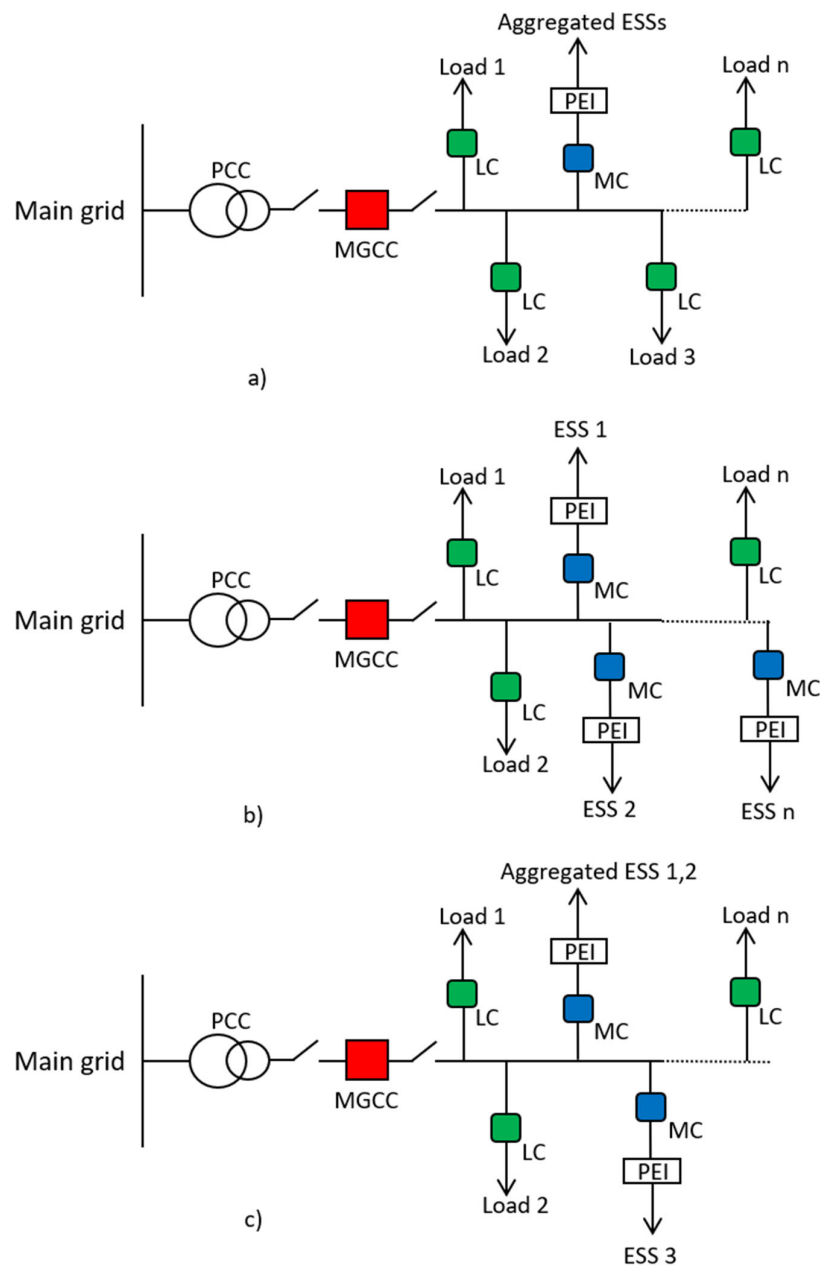 Aggregated ESSs
Load 1
Load n
PEI
PCC
LC
MC
LC
Main grid
MGCC
LC
LC
Load 2
Load 3
a)
ESS 1
Load 1
Load n
PEI
PCC
LC
MC
LC
Main grid
MGCC
LC
MC
MC
PEI
PEI
Load 2
ESS 2
ESS n
b)
Aggregated ESS 1,2
Load 1
Load n
PEI
PCC
LC
MC
LC
Main grid
MGCC
LC
MC
PEI
Load 2
c)
ESS 3